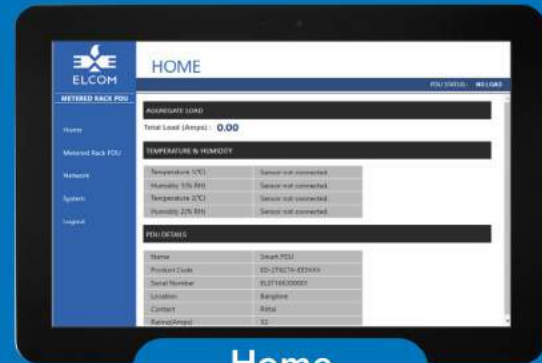 ELCOM
HOME
PDU STATUS: NO LOAD
METERED RACK PDU
Home
Metered Rack PDU
Network
System
Logout
AGGREGATE LOAD
Total Load (Amps) : 0.00
TEMPERATURE & HUMIDITY
Temperature 1(°C) Sensor not connected.
Humidity 1(% RH) Sensor not connected.
Temperature 2(°C) Sensor not connected.
Humidity 2(% RH) Sensor not connected.
PDU DETAILS
Name Smart PDU
Product Code
Serial Number
Location Banglore
Contact
Rating(Amps) 32
Home